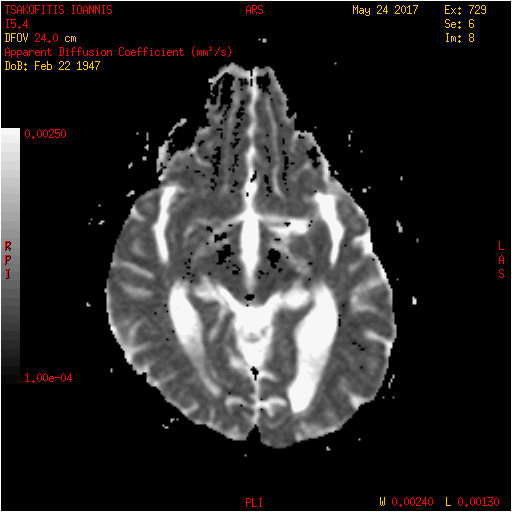 TSAKOFITIS IOANNIS
ARS
May 24 2017
Ex: 729
I5.4
Se: 6
DFOV 24.0 cm
Im: 8
Apparent Diffusion Coefficient (mm²/s)
DoB: Feb 22 1947
0.00250
R
P
I
L
A
S
1.00e-04
PLI
W 0.00240 L 0.00130